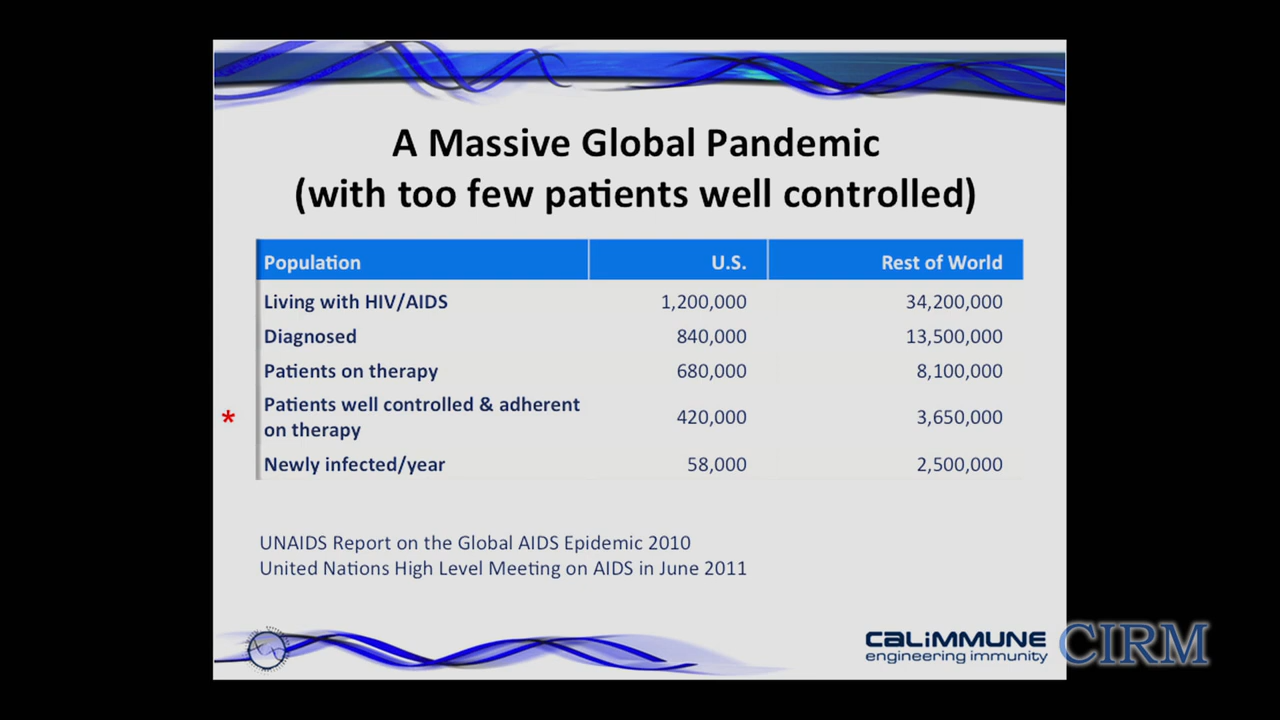 A Massive Global Pandemic
(with too few patients well controlled)
Population U.S. Rest of World
Living with HIV/AIDS 1,200,000 34,200,000
Diagnosed 840,000 13,500,000
Patients on therapy 680,000 8,100,000
* Patients well controlled & adherent
on therapy 420,000 3,650,000
Newly infected/year 58,000 2,500,000
UNAIDS Report on the Global AIDS Epidemic 2010
United Nations High Level Meeting on AIDS in June 2011
CALIMMUNE
engineering immunity
CIRM